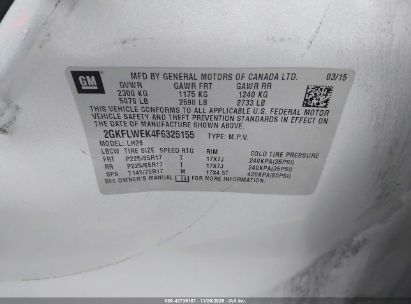 GM
MFD BY GENERAL MOTORS OF CANADA LTD. 03/15
GVWR GAWR FRT GAWR RR
2300 KG 1175 KG 1240 KG
5070 LB 2590 LB 2733 LB
THIS VEHICLE CONFORMS TO ALL APPLICABLE U.S. FEDERAL MOTOR
VEHICLE SAFETY AND THEFT PREVENTION STANDARDS IN EFFECT ON
THE DATE OF MANUFACTURE SHOWN ABOVE.
2GKFLWEK4F6325155 TYPE: M.P.V.
MODEL: LH26
LOCW TIRE SIZE SPEED RTG RIM COLD TIRE PRESSURE
FRT P225/65R17 T 17X7J 240KPA(35PSI)
RR P225/65R17 T 17X7J 240KPA(35PSI)
SPA T145/70R17 M 17X4.5T 420KPA(60PSI)
SEE OWNER'S MANUAL FOR ADDITIONAL INFORMATION.